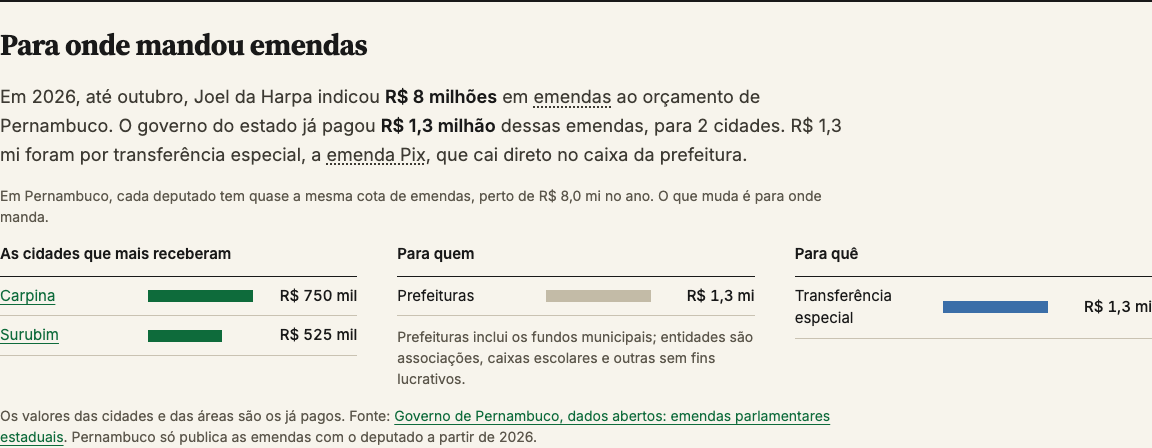 Para onde mandou emendas
Em 2026, até outubro, Joel da Harpa indicou R$ 8 milhões em emendas ao orçamento de
Pernambuco. O governo do estado já pagou R$ 1,3 milhão dessas emendas, para 2 cidades. R$ 1,3
mi foram por transferência especial, a emenda Pix, que cai direto no caixa da prefeitura.
Em Pernambuco, cada deputado tem quase a mesma cota de emendas, perto de R$ 8,0 mi no ano. O que muda é para onde
manda.
As cidades que mais receberam
Carpina R$ 750 mil
Surubim R$ 525 mil
Para quem
Prefeituras R$ 1,3 mi
Prefeituras inclui os fundos municipais; entidades são
associações, caixas escolares e outras sem fins
lucrativos.
Para quê
Transferência
especial R$ 1,3 mi
Os valores das cidades e das áreas são os já pagos. Fonte: Governo de Pernambuco, dados abertos: emendas parlamentares
estaduais. Pernambuco só publica as emendas com o deputado a partir de 2026.